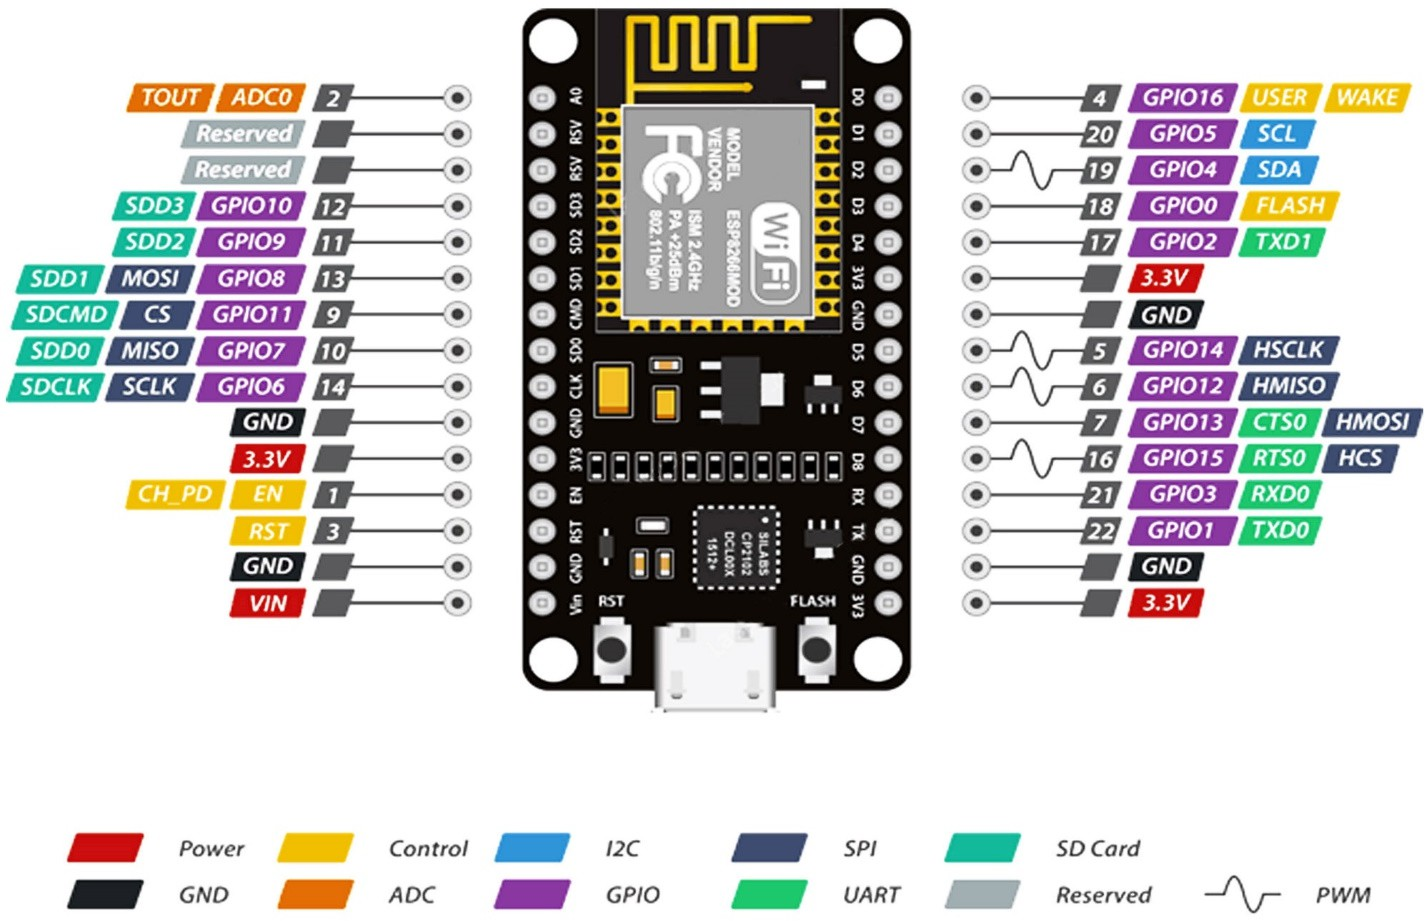 TOUT ADC0 2 A0 D0 4 GPIO16 USER WAKE
Reserved RSV D1 20 GPIO5 SCL
Reserved RSV D2 19 GPIO4 SDA
SDD3 GPIO10 12 SD3 D3 18 GPIO0 FLASH
SDD2 GPIO9 11 SD2 D4 17 GPIO2 TXD1
SDD1 MOSI GPIO8 13 SD1 3V3 3.3V
SDCMD CS GPIO11 9 CMD GND GND
SDD0 MISO GPIO7 10 SD0 D5 5 GPIO14 HSCLK
SDCLK SCLK GPIO6 14 CLK D6 6 GPIO12 HMISO
GND GND D7 7 GPIO13 CTS0 HMOSI
3.3V 3V3 D8 16 GPIO15 RTS0 HCS
CH_PD EN 1 EN RX 21 GPIO3 RXD0
RST 3 RST TX 22 GPIO1 TXD0
GND GND GND GND
VIN Vin 3V3 3.3V
MODEL
VENDOR
ESP8266MOD
FC
ISM 2.4GHz
PA +25dBm
802.11b/g/n
Wi Fi
SILABS
CP2102
DCL00X
1512+
RST FLASH
Power Control I2C SPI SD Card
GND ADC GPIO UART Reserved PWM